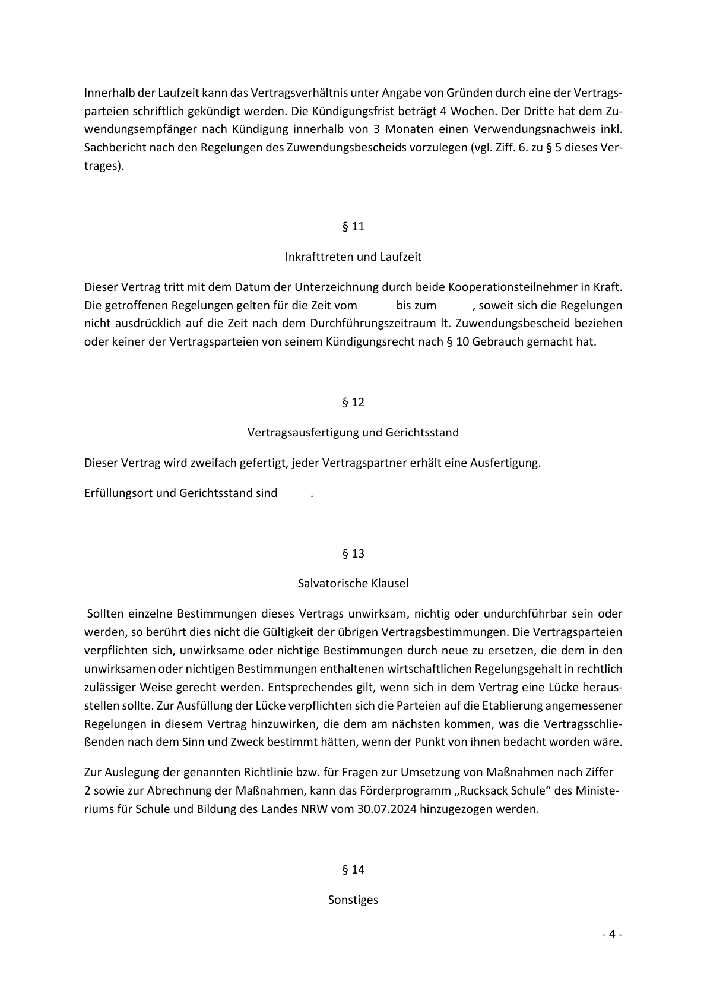 Innerhalb der Laufzeit kann das Vertragsverhältnis unter Angabe von Gründen durch eine der Vertrags-
parteien schriftlich gekündigt werden. Die Kündigungsfrist beträgt 4 Wochen. Der Dritte hat dem Zu-
wendungsempfänger nach Kündigung innerhalb von 3 Monaten einen Verwendungsnachweis inkl.
Sachbericht nach den Regelungen des Zuwendungsbescheids vorzulegen (vgl. Ziff. 6. zu § 5 dieses Ver-
trages).
§ 11
Inkrafttreten und Laufzeit
Dieser Vertrag tritt mit dem Datum der Unterzeichnung durch beide Kooperationsteilnehmer in Kraft.
Die getroffenen Regelungen gelten für die Zeit vom bis zum , soweit sich die Regelungen
nicht ausdrücklich auf die Zeit nach dem Durchführungszeitraum lt. Zuwendungsbescheid beziehen
oder keiner der Vertragsparteien von seinem Kündigungsrecht nach § 10 Gebrauch gemacht hat.
§ 12
Vertragsausfertigung und Gerichtsstand
Dieser Vertrag wird zweifach gefertigt, jeder Vertragspartner erhält eine Ausfertigung.
Erfüllungsort und Gerichtsstand sind .
§ 13
Salvatorische Klausel
Sollten einzelne Bestimmungen dieses Vertrags unwirksam, nichtig oder undurchführbar sein oder
werden, so berührt dies nicht die Gültigkeit der übrigen Vertragsbestimmungen. Die Vertragsparteien
verpflichten sich, unwirksame oder nichtige Bestimmungen durch neue zu ersetzen, die dem in den
unwirksamen oder nichtigen Bestimmungen enthaltenen wirtschaftlichen Regelungsgehalt in rechtlich
zulässiger Weise gerecht werden. Entsprechendes gilt, wenn sich in dem Vertrag eine Lücke heraus-
stellen sollte. Zur Ausfüllung der Lücke verpflichten sich die Parteien auf die Etablierung angemessener
Regelungen in diesem Vertrag hinzuwirken, die dem am nächsten kommen, was die Vertragsschlie-
ßenden nach dem Sinn und Zweck bestimmt hätten, wenn der Punkt von ihnen bedacht worden wäre.
Zur Auslegung der genannten Richtlinie bzw. für Fragen zur Umsetzung von Maßnahmen nach Ziffer
2 sowie zur Abrechnung der Maßnahmen, kann das Förderprogramm „Rucksack Schule“ des Ministe-
riums für Schule und Bildung des Landes NRW vom 30.07.2024 hinzugezogen werden.
§ 14
Sonstiges
- 4 -